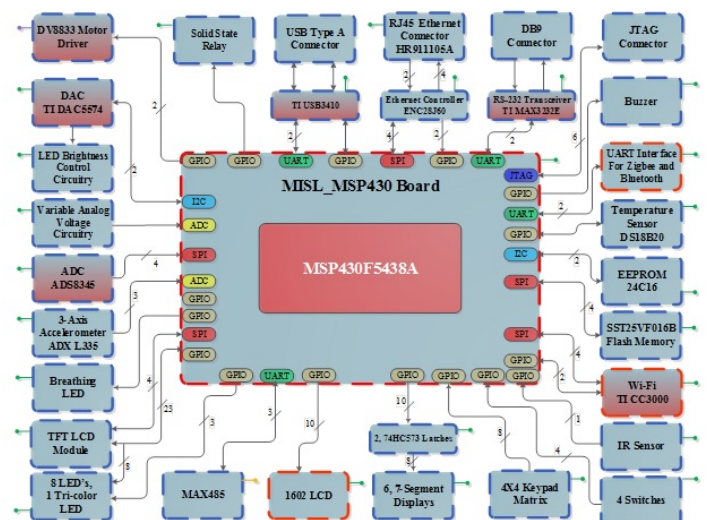 DV8833 Motor
Driver
Solid State
Relay
USB Type A
Connector
RJ45 Ethernet
Connector
HR911105A
DB9
Connector
JTAG
Connector
DAC
TI DAC5574
TI USB3410
Ethernet Controller
ENC28J60
RS-232 Transceiver
TI MAX3232E
Buzzer
2
2
4
2
4
2
2
6
GPIO
GPIO
UART
GPIO
SPI
GPIO
UART
LED Brightness
Control
Circuitry
2
MISL_MSP430 Board
JTAG
GPIO
UART
GPIO
I2C
SPI
SPI
GPIO
GPIO
UART Interface
For Zigbee and
Bluetooth
2
Variable Analog
Voltage
Circuitry
I2C
ADC
SPI
ADC
GPIO
GPIO
SPI
GPIO
Temperature
Sensor
DS18B20
MSP430F5438A
ADC
ADS8345
4
2
EEPROM
24C16
3-Axis
Accelerometer
ADX L335
3
4
SST25VF016B
Flash Memory
Breathing
LED
4
23
4
2
Wi-Fi
TI CC3000
GPIO
UART
GPIO
GPIO
GPIO
GPIO
TFT LCD
Module
8
3
3
10
10
2, 74HC573 Latches
8
8
4
1
IR Sensor
8 LED's,
1 Tri-color
LED
MAX485
1602 LCD
6, 7-Segment
Displays
4X4 Keypad
Matrix
4 Switches